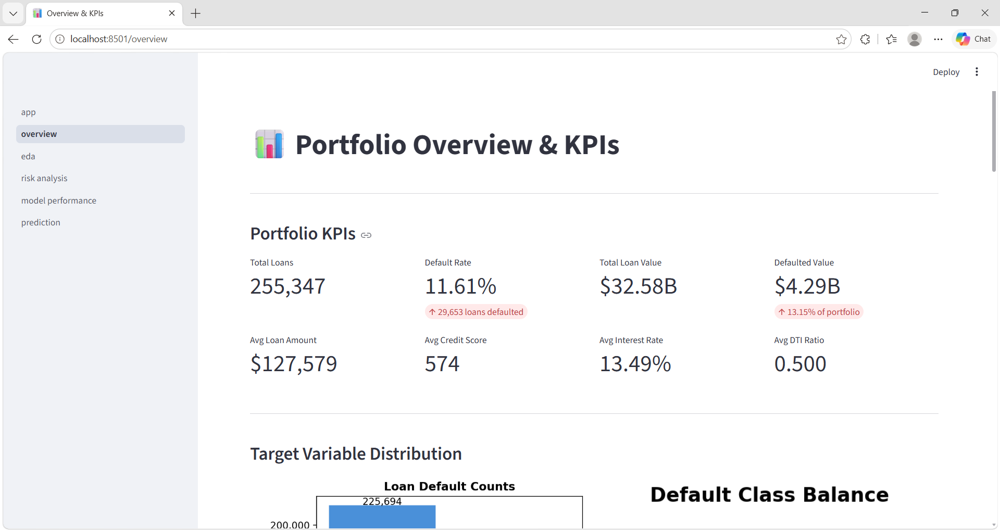 Overview & KPIs
localhost:8501/overview
Chat
Deploy
app
overview
eda
risk analysis
model performance
prediction
Portfolio Overview & KPIs
Portfolio KPIs
Total Loans
255,347
Default Rate
11.61%
↑ 29,653 loans defaulted
Total Loan Value
$32.58B
Defaulted Value
$4.29B
↑ 13.15% of portfolio
Avg Loan Amount
$127,579
Avg Credit Score
574
Avg Interest Rate
13.49%
Avg DTI Ratio
0.500
Target Variable Distribution
Loan Default Counts
225,694
200,000
Default Class Balance